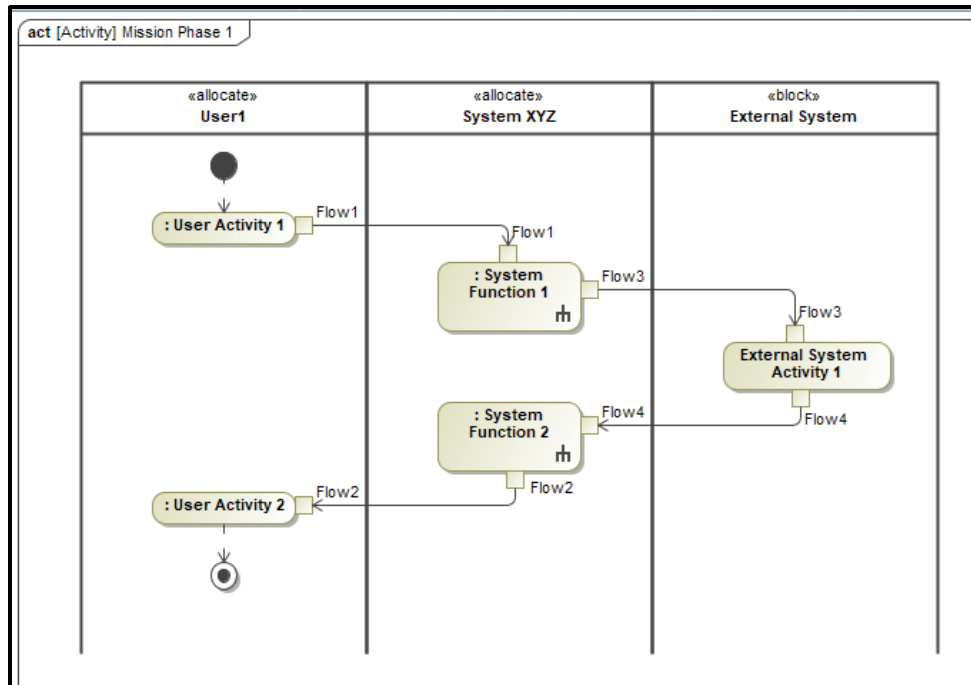 act [Activity] Mission Phase 1
«allocate»
User1
«allocate»
System XYZ
«block»
External System
: User Activity 1
Flow1
Flow1
: System
Function 1
Flow3
Flow3
External System
Activity 1
Flow4
Flow4
: System
Function 2
Flow2
Flow2
: User Activity 2